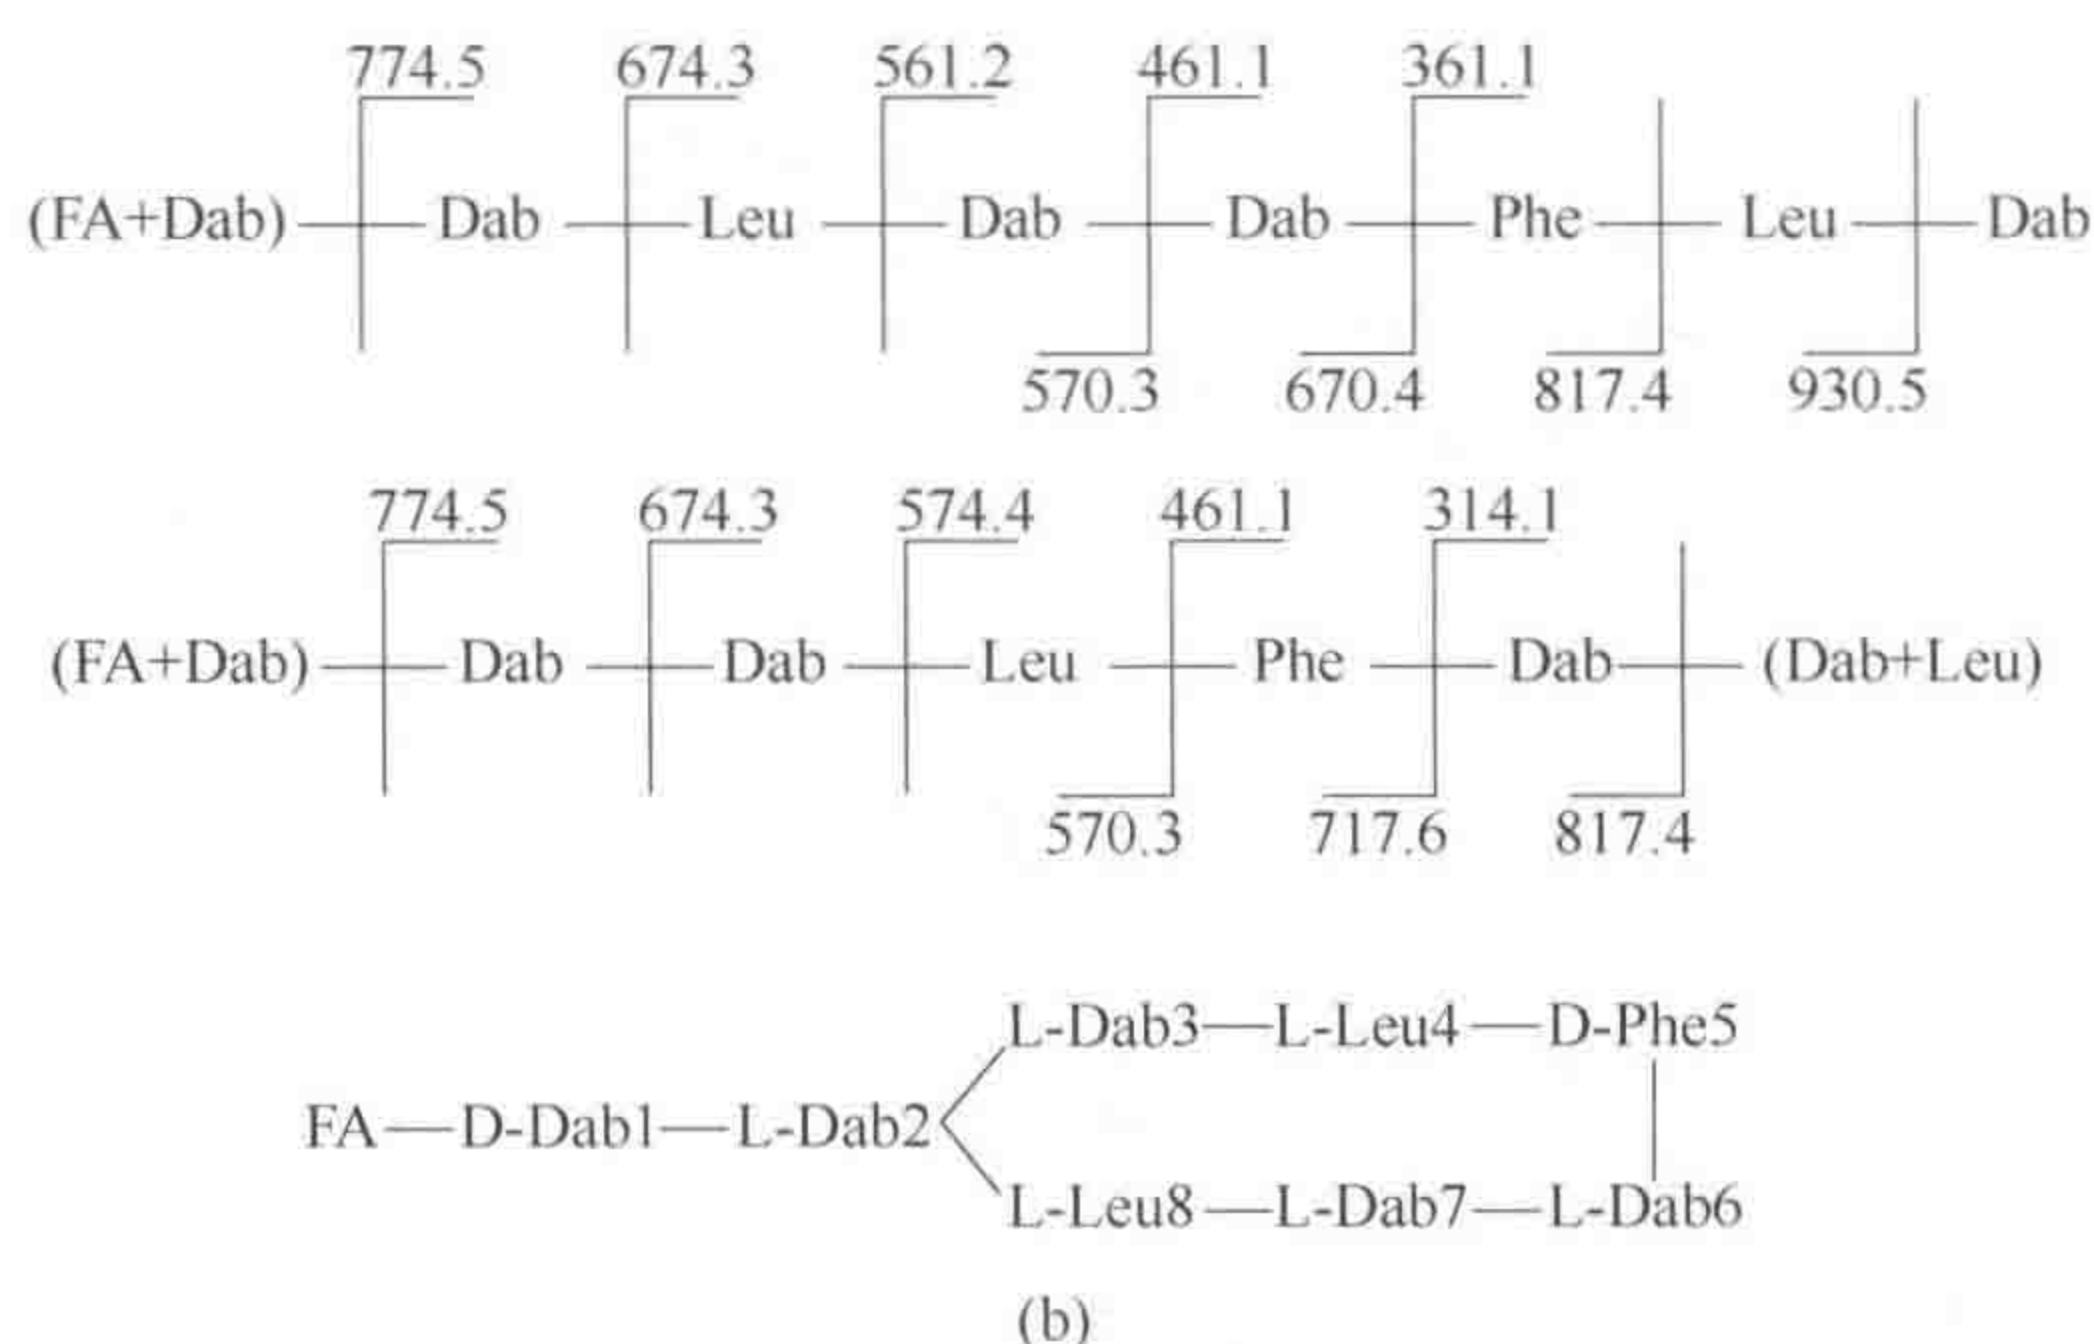 774.5 674.3 561.2 461.1 361.1
(FA+Dab) Dab Leu Dab Dab Phe Leu Dab
570.3 670.4 817.4 930.5
774.5 674.3 574.4 461.1 314.1
(FA+Dab) Dab Dab Leu Phe Dab (Dab+Leu)
570.3 717.6 817.4
L-Dab3—L-Leu4—D-Phe5
FA—D-Dab1—L-Dab2
L-Leu8—L-Dab7—L-Dab6
(b)